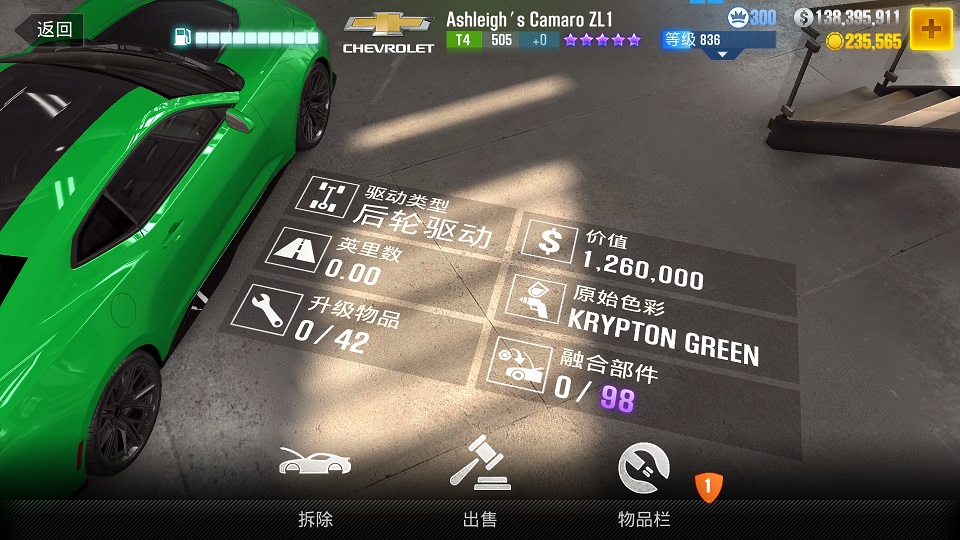 返回
CHEVROLET
Ashleigh's Camaro ZL1
T4 505 +0
等级 836
300
138,395,911
235,565
驱动类型
后轮驱动
英里数
0.00
升级物品
0/42
价值
1,260,000
原始色彩
KRYPTON GREEN
融合部件
0/98
拆除
出售
物品栏
1